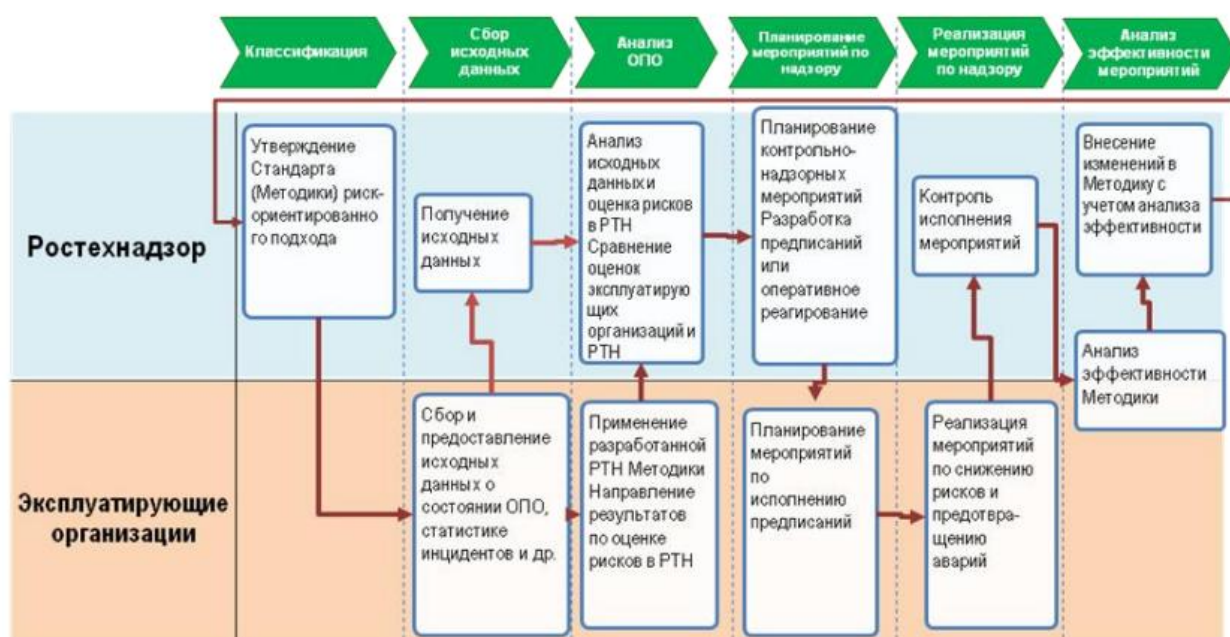 Классификация
Сбор
исходных
данных
Анализ
ОПО
Планирование
мероприятий по
надзору
Реализация
мероприятий
по надзору
Анализ
эффективности
мероприятий
Ростехнадзор
Утверждение
Стандарта
(Методики) риск-
ориентированно
го подхода
Получение
исходных
данных
Анализ
исходных
данных и
оценка рисков
в РТН
Сравнение
оценок
эксплуатирую
щих
организаций и
РТН
Планирование
контрольно-
надзорных
мероприятий
Разработка
предписаний
или
оперативное
реагирование
Контроль
исполнения
мероприятий
Внесение
изменений в
Методику с
учетом анализа
эффективности
Анализ
эффективности
Методики
Эксплуатирующие
организации
Сбор и
предоставление
исходных
данных о
состоянии ОПО,
статистике
инцидентов и др.
Применение
разработанной
РТН Методики
Направление
результатов
по оценке
рисков в РТН
Планирование
мероприятий
по
исполнению
предписаний
Реализация
мероприятий
по снижению
рисков и
предотвра-
щению
аварий